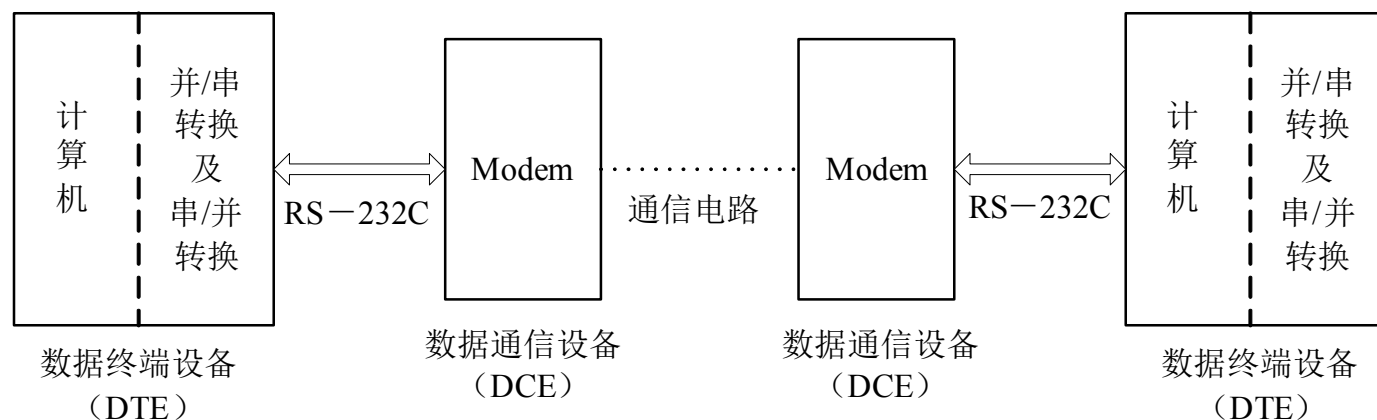 计
算
机
并/串
转换
及
串/并
转换
RS－232C
Modem
通信电路
Modem
RS－232C
计
算
机
并/串
转换
及
串/并
转换
数据终端设备
（DTE）
数据通信设备
（DCE）
数据通信设备
（DCE）
数据终端设备
（DTE）